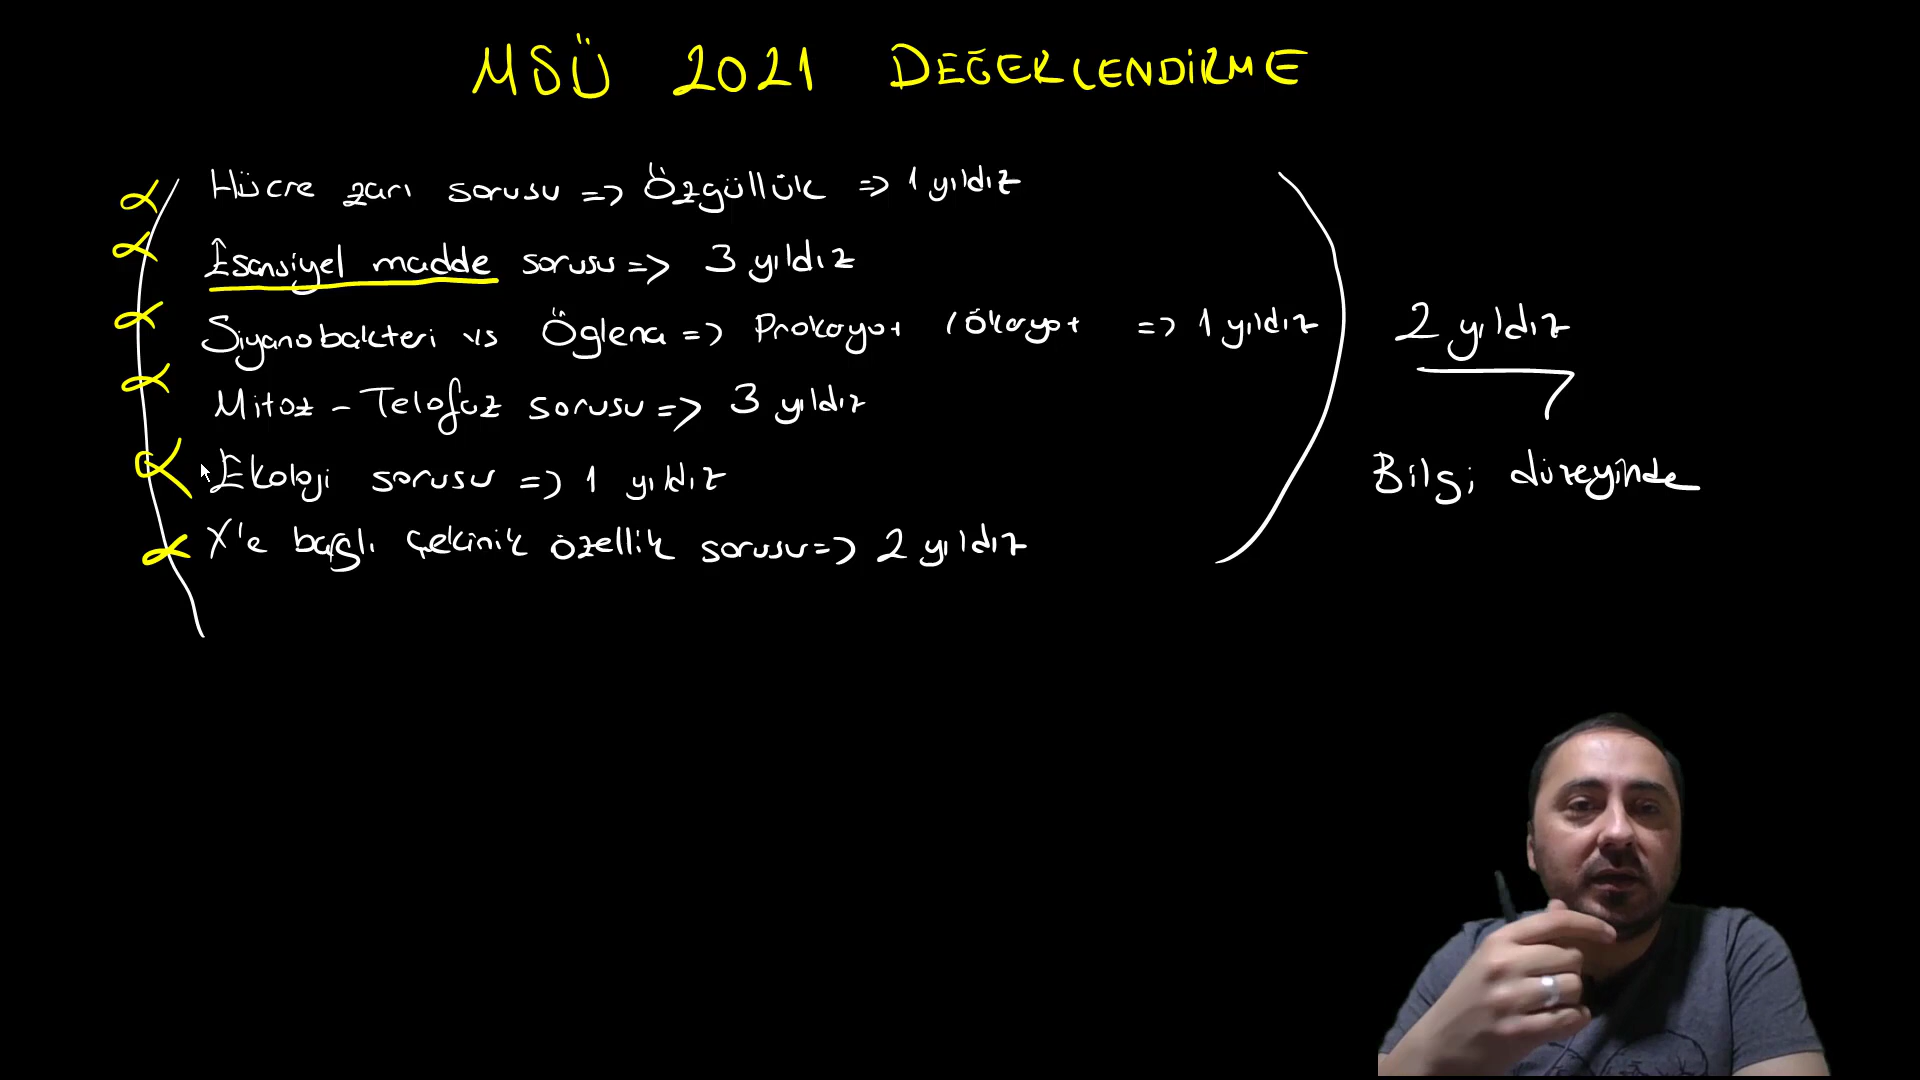 MSÜ 2021 DEĞERLENDİRME
Hücre zarı sorusu => Özgüllük => 1 yıldız
Esansiyel madde sorusu => 3 yıldız
Siyanobakteri vs Öglena => Prokaryot / Ökaryot => 1 yıldız
Mitoz - Telofaz sorusu => 3 yıldız
Ekoloji sorusu => 1 yıldız
X'e bağlı çekinik özellik sorusu => 2 yıldız
2 yıldız
Bilgi düzeyinde